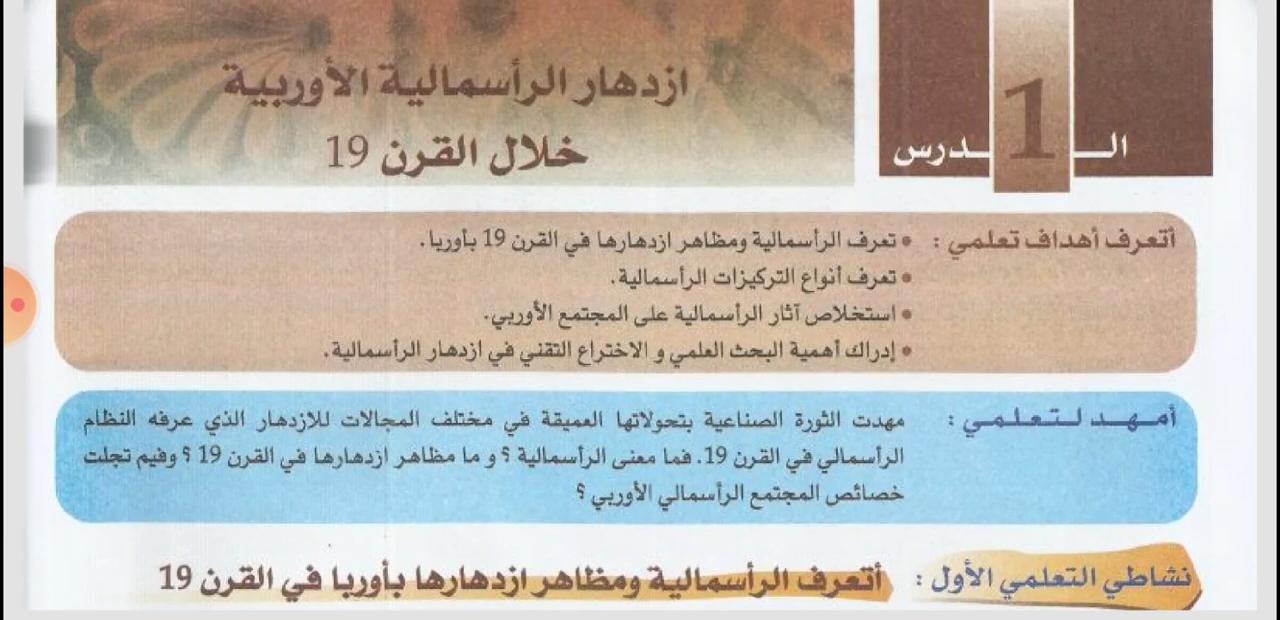 الـ 1 ـدرس
ازدهار الرأسمالية الأوربية
خلال القرن 19
أتعرف أهداف تعلمي : • تعرف الرأسمالية ومظاهر ازدهارها في القرن 19 بأوربا.
• تعرف أنواع التركيزات الرأسمالية.
• استخلاص آثار الرأسمالية على المجتمع الأوربي.
• إدراك أهمية البحث العلمي و الاختراع التقني في ازدهار الرأسمالية.
أمـهـد لـتـعـلـمـي : مهدت الثورة الصناعية بتحولاتها العميقة في مختلف المجالات للازدهار الذي عرفه النظام
الرأسمالي في القرن 19. فما معنى الرأسمالية ؟ و ما مظاهر ازدهارها في القرن 19 ؟ وفيم تجلت
خصائص المجتمع الرأسمالي الأوربي ؟
نشاطي التعلمي الأول : أتعرف الرأسمالية ومظاهر ازدهارها بأوربا في القرن 19